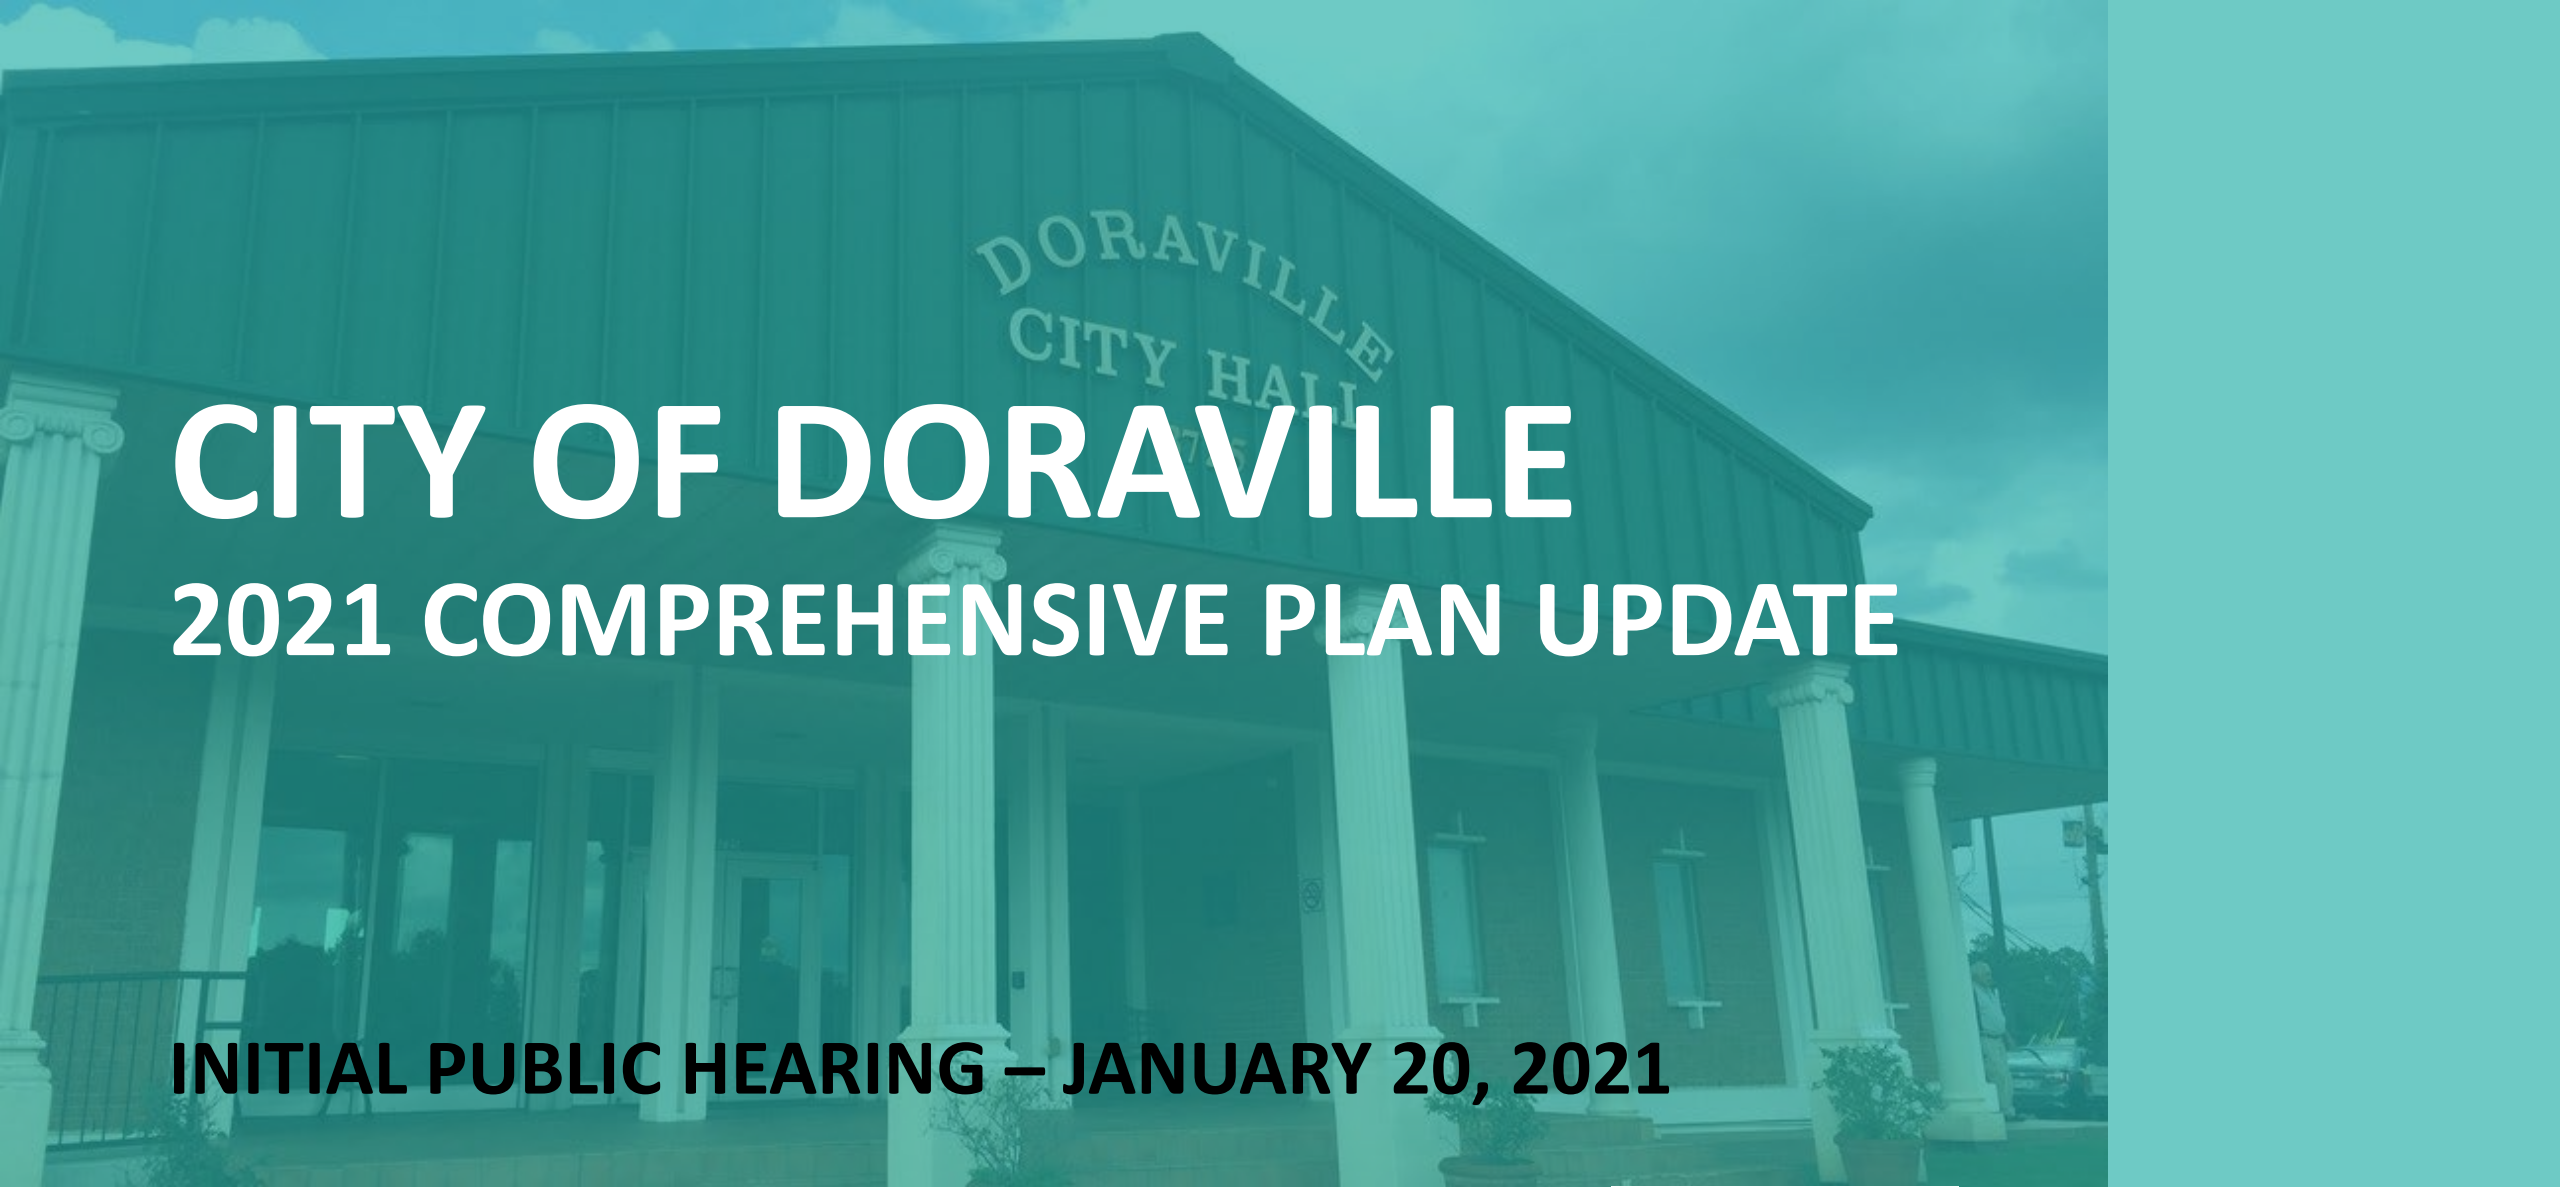 DORAVILLE
CITY HALL
CITY OF DORAVILLE
2021 COMPREHENSIVE PLAN UPDATE
INITIAL PUBLIC HEARING – JANUARY 20, 2021